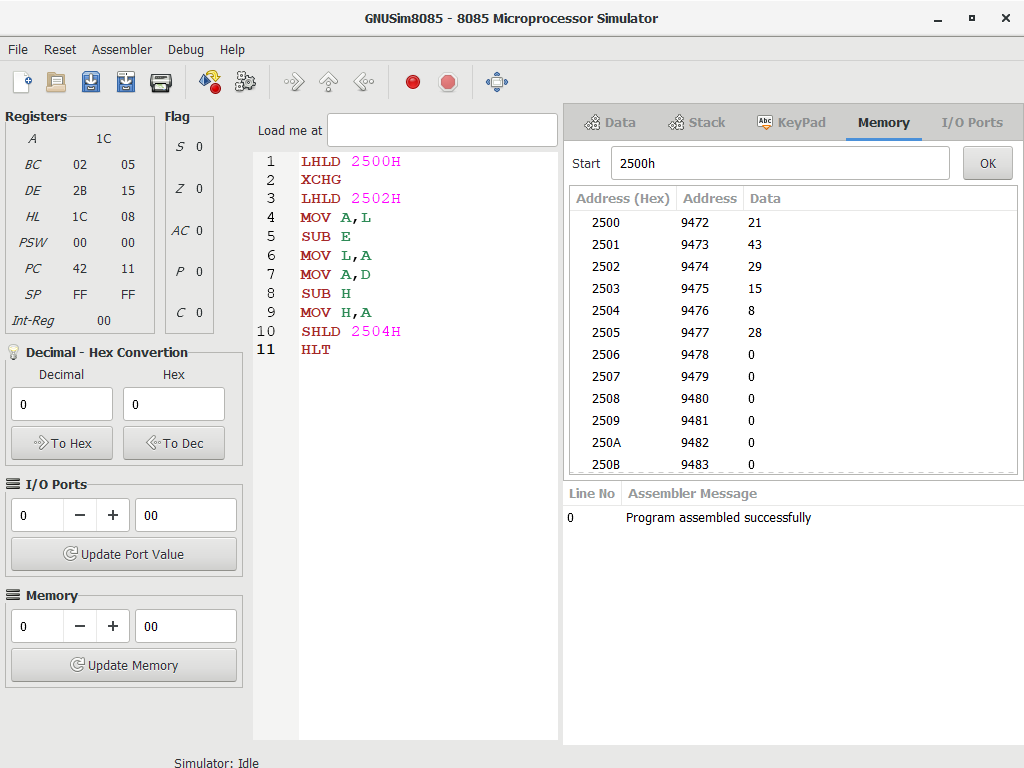 GNUSim8085 - 8085 Microprocessor Simulator
File Reset Assembler Debug Help
Registers
A 1C
BC 02 05
DE 2B 15
HL 1C 08
PSW 00 00
PC 42 11
SP FF FF
Int-Reg 00
Flag
S 0
Z 0
AC 0
P 0
C 0
Decimal - Hex Convertion
Decimal Hex
0 0
To Hex To Dec
I/O Ports
0 − + 00
Update Port Value
Memory
0 − + 00
Update Memory
Load me at
1 LHLD 2500H
2 XCHG
3 LHLD 2502H
4 MOV A,L
5 SUB E
6 MOV L,A
7 MOV A,D
8 SUB H
9 MOV H,A
10 SHLD 2504H
11 HLT
Data Stack Abc KeyPad Memory I/O Ports
Start 2500h OK
Address (Hex) Address Data
2500 9472 21
2501 9473 43
2502 9474 29
2503 9475 15
2504 9476 8
2505 9477 28
2506 9478 0
2507 9479 0
2508 9480 0
2509 9481 0
250A 9482 0
250B 9483 0
Line No Assembler Message
0 Program assembled successfully
Simulator: Idle